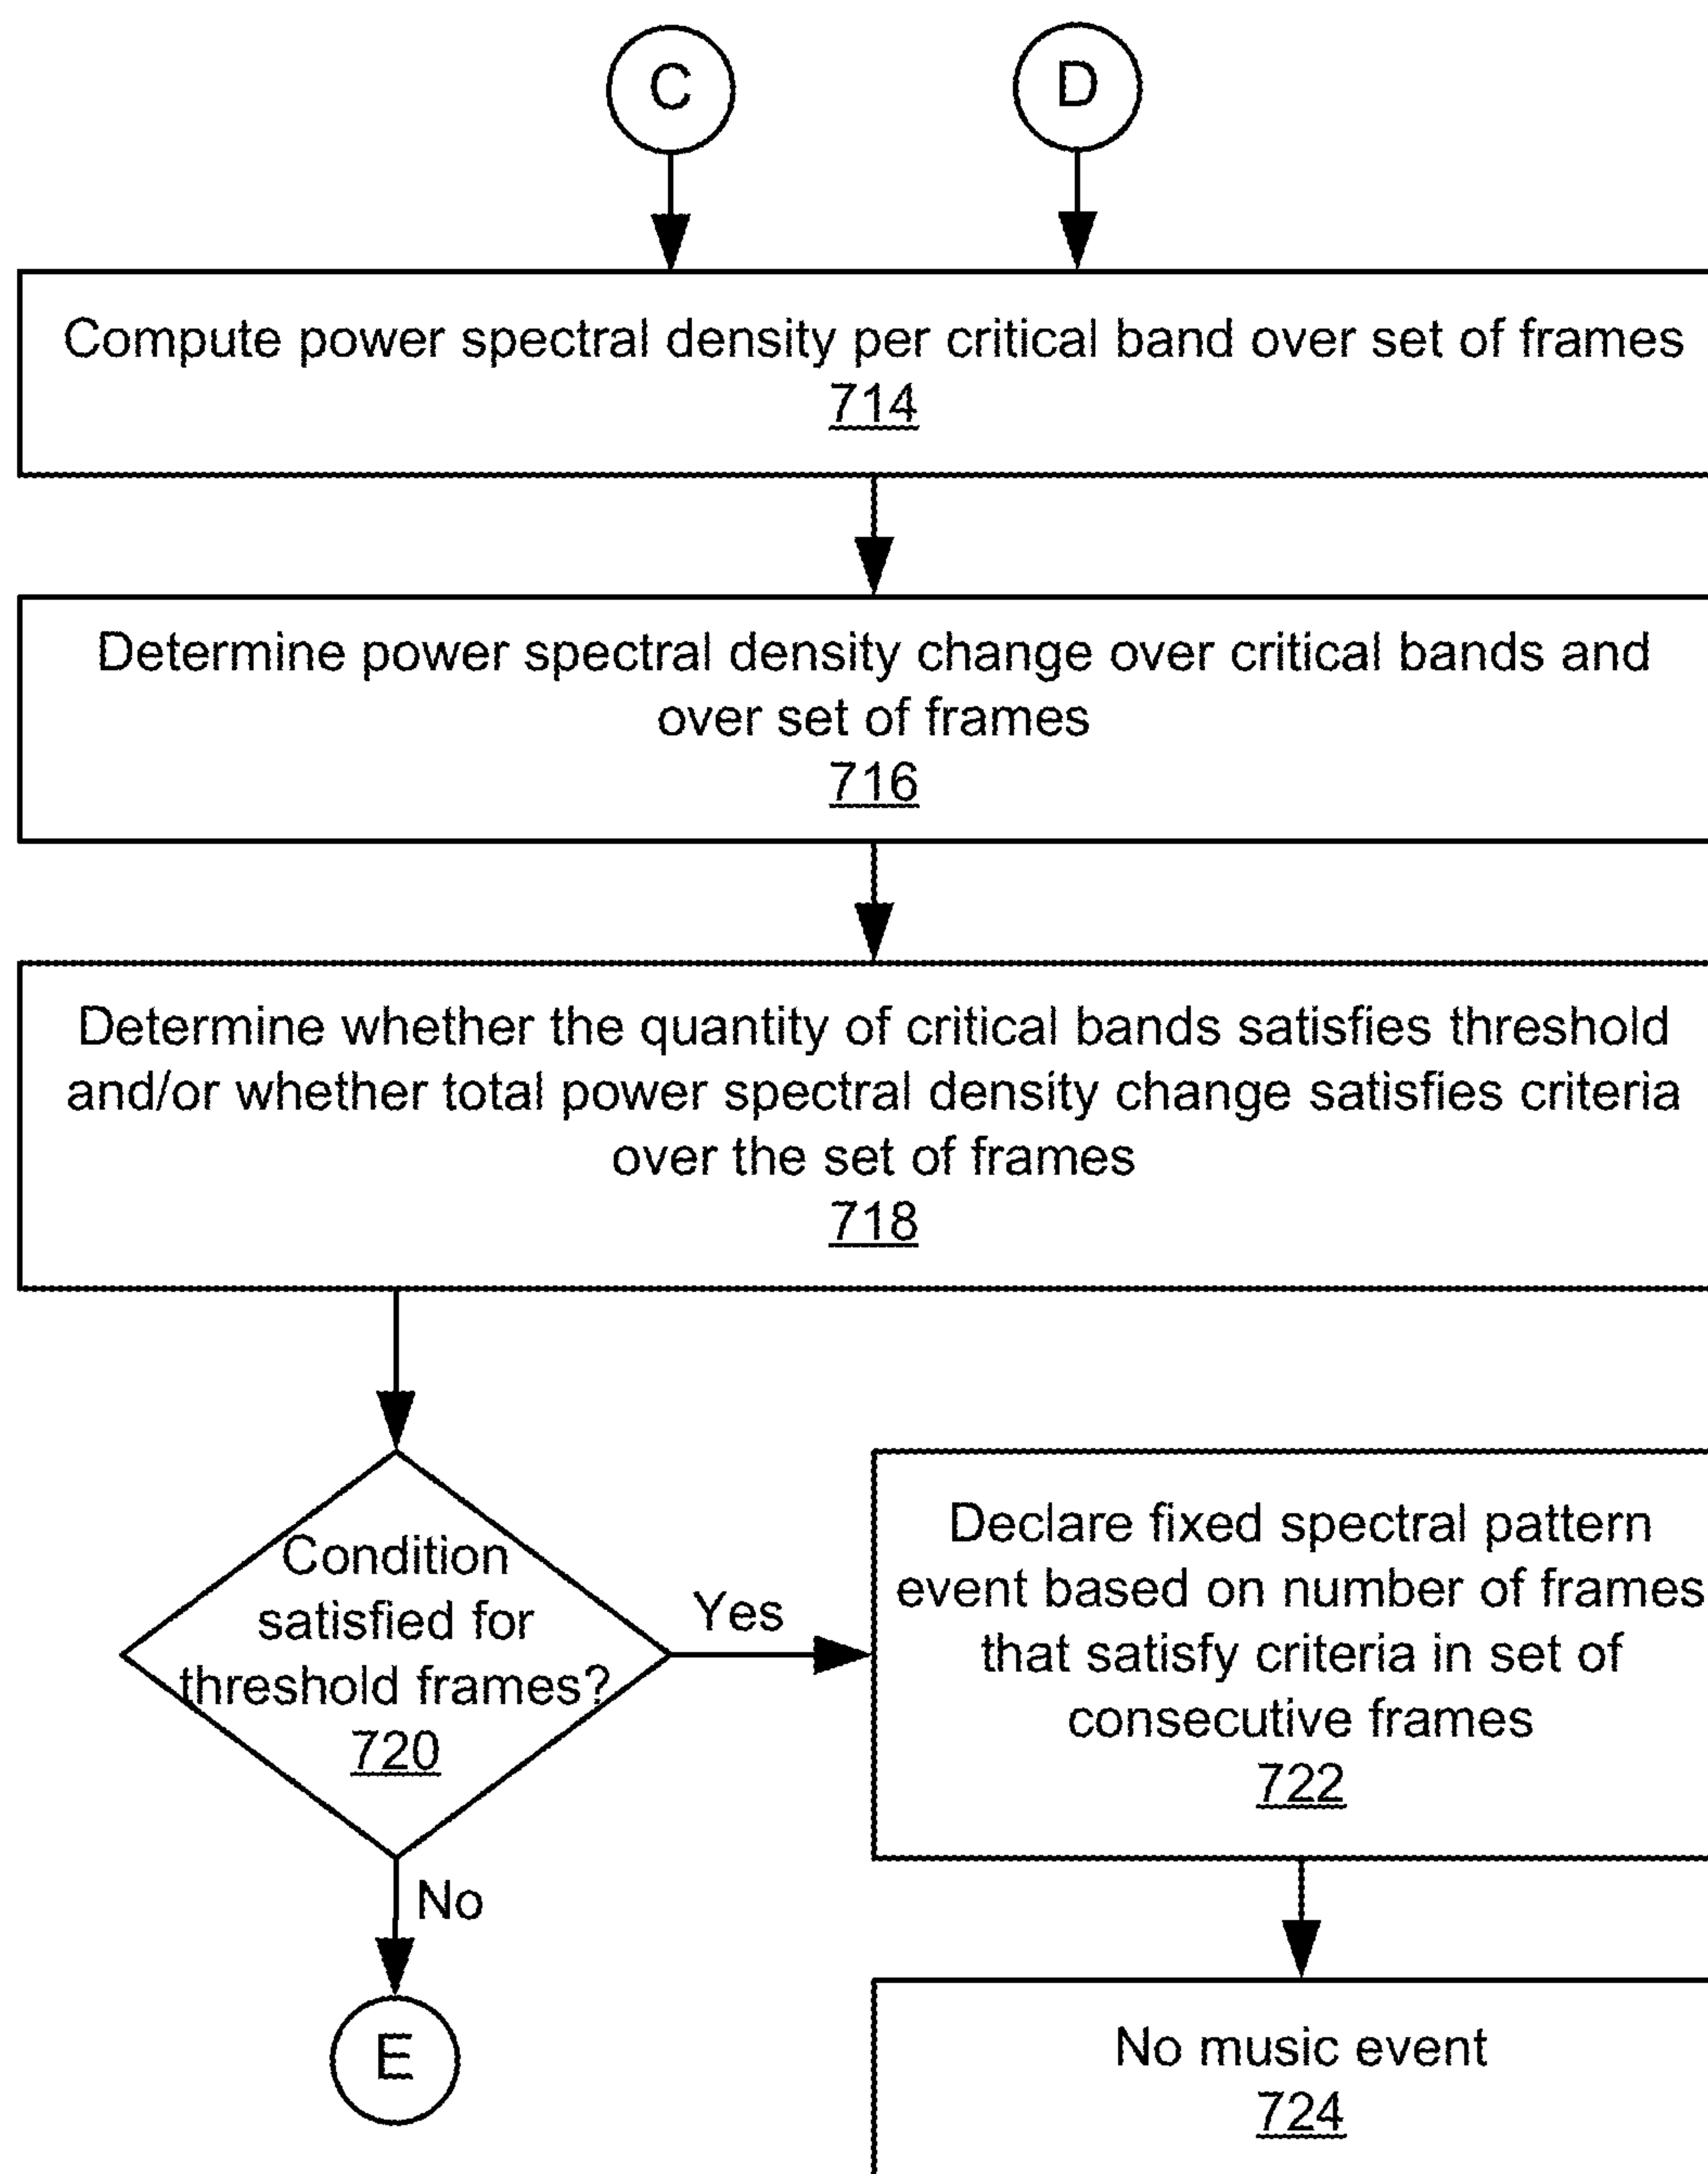 C
D
Compute power spectral density per critical band over set of frames
714
Determine power spectral density change over critical bands and
over set of frames
716
Determine whether the quantity of critical bands satisfies threshold
and/or whether total power spectral density change satisfies criteria
over the set of frames
718
Condition
satisfied for
threshold frames?
720
Yes
Declare fixed spectral pattern
event based on number of frames
that satisfy criteria in set of
consecutive frames
722
No
E
No music event
724